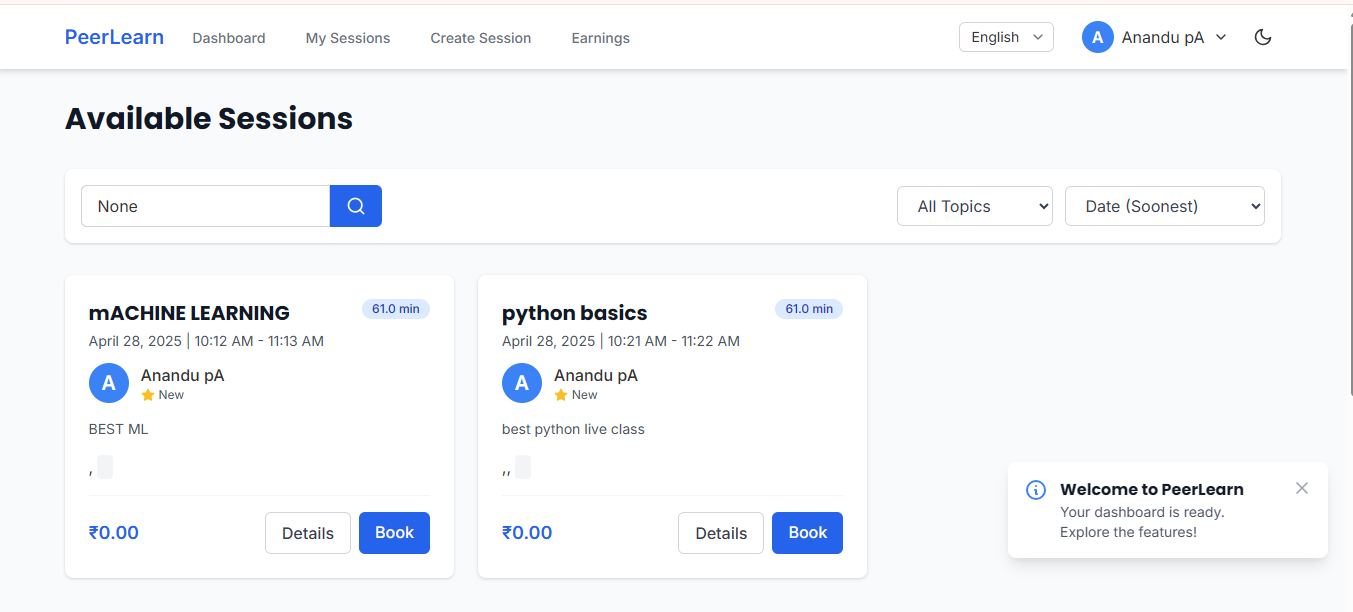 PeerLearn Dashboard My Sessions Create Session Earnings English A Anandu pA
Available Sessions
None All Topics Date (Soonest)
mACHINE LEARNING 61.0 min
April 28, 2025 | 10:12 AM - 11:13 AM
A Anandu pA
New
BEST ML
,
₹0.00 Details Book
python basics 61.0 min
April 28, 2025 | 10:21 AM - 11:22 AM
A Anandu pA
New
best python live class
,,
₹0.00 Details Book
Welcome to PeerLearn
Your dashboard is ready.
Explore the features!